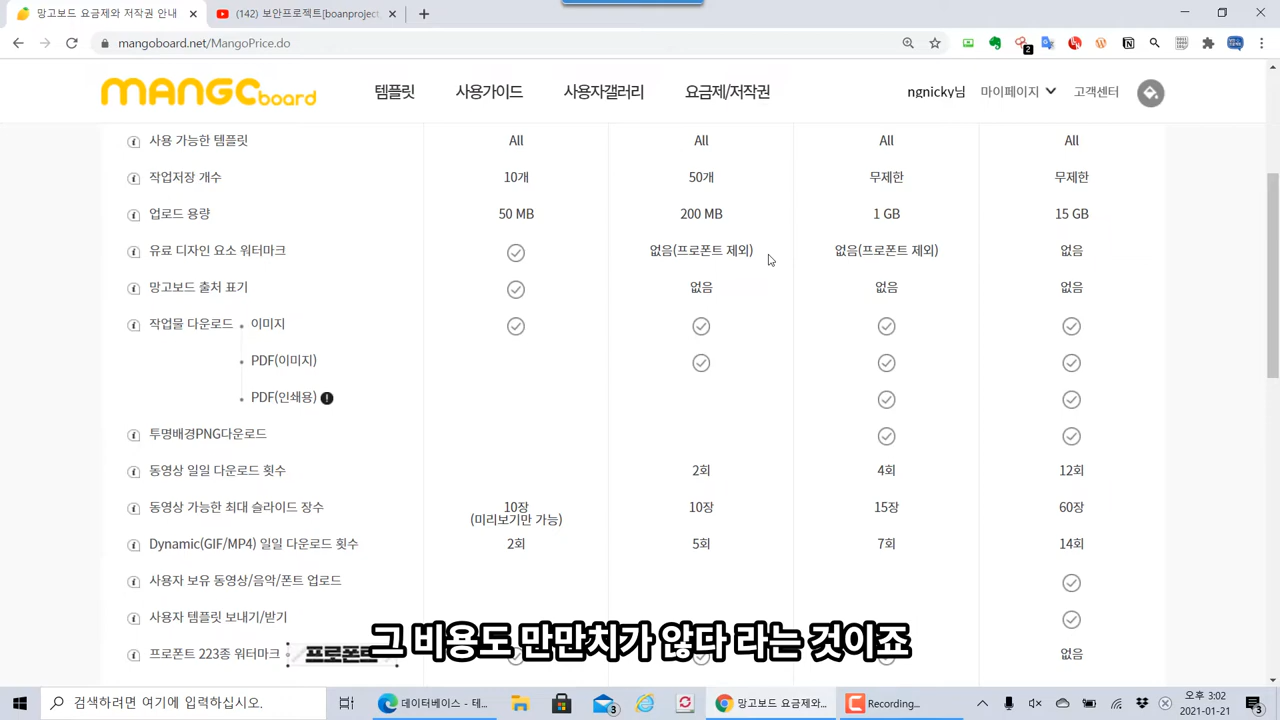 망고보드 요금제와 저작권 안내
(142) 보안프로젝트[boanproject
mangoboard.net/MangoPrice.do
2
MANGOboard
템플릿 사용가이드 사용자갤러리 요금제/저작권 ngnicky님 마이페이지 고객센터
사용 가능한 템플릿 All All All All
작업저장 개수 10개 50개 무제한 무제한
업로드 용량 50 MB 200 MB 1 GB 15 GB
유료 디자인 요소 워터마크 없음(프로폰트 제외) 없음(프로폰트 제외) 없음
망고보드 출처 표기 없음 없음 없음
작업물 다운로드 • 이미지
• PDF(이미지)
• PDF(인쇄용)
투명배경PNG다운로드
동영상 일일 다운로드 횟수 2회 4회 12회
동영상 가능한 최대 슬라이드 장수 10장 10장 15장 60장
(미리보기만 가능)
Dynamic(GIF/MP4) 일일 다운로드 횟수 2회 5회 7회 14회
사용자 보유 동영상/음악/폰트 업로드
사용자 템플릿 보내기/받기
프로폰트 223종 워터마크 프로폰트 없음
그 비용도 만만치가 않다 라는 것이죠
검색하려면 여기에 입력하십시오.
데이터베이스 - 테...
3
망고보드 요금제와...
Recording...
오후 3:02
2021-01-21